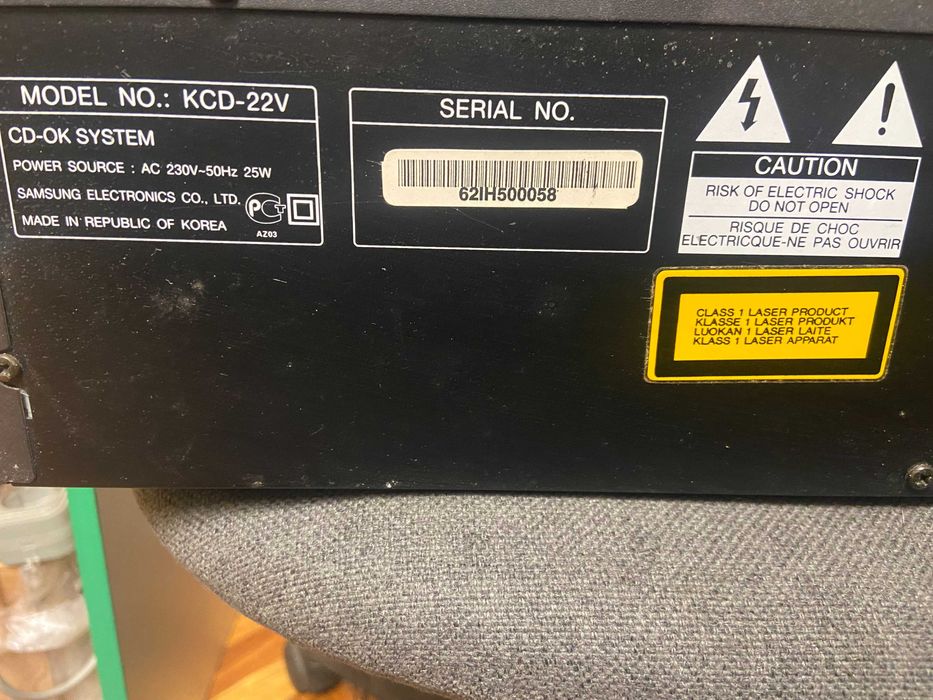 MODEL NO.: KCD-22V
CD-OK SYSTEM
POWER SOURCE : AC 230V~50Hz 25W
SAMSUNG ELECTRONICS CO., LTD.
MADE IN REPUBLIC OF KOREA
AZ03
SERIAL NO.
62IH500058
CAUTION
RISK OF ELECTRIC SHOCK
DO NOT OPEN
RISQUE DE CHOC
ELECTRICQUE-NE PAS OUVRIR
CLASS 1 LASER PRODUCT
KLASSE 1 LASER PRODUKT
LUOKAN 1 LASER LAITE
KLASS 1 LASER APPARAT